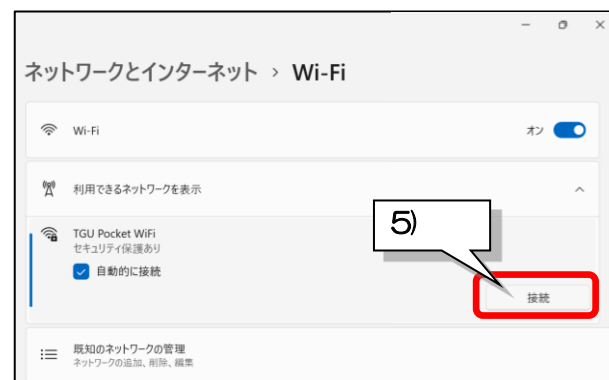 ネットワークとインターネット › Wi-Fi
Wi-Fi
オン
利用できるネットワークを表示
TGU Pocket WiFi
セキュリティ保護あり
自動的に接続
5)
接続
既知のネットワークの管理
ネットワークの追加、削除、編集